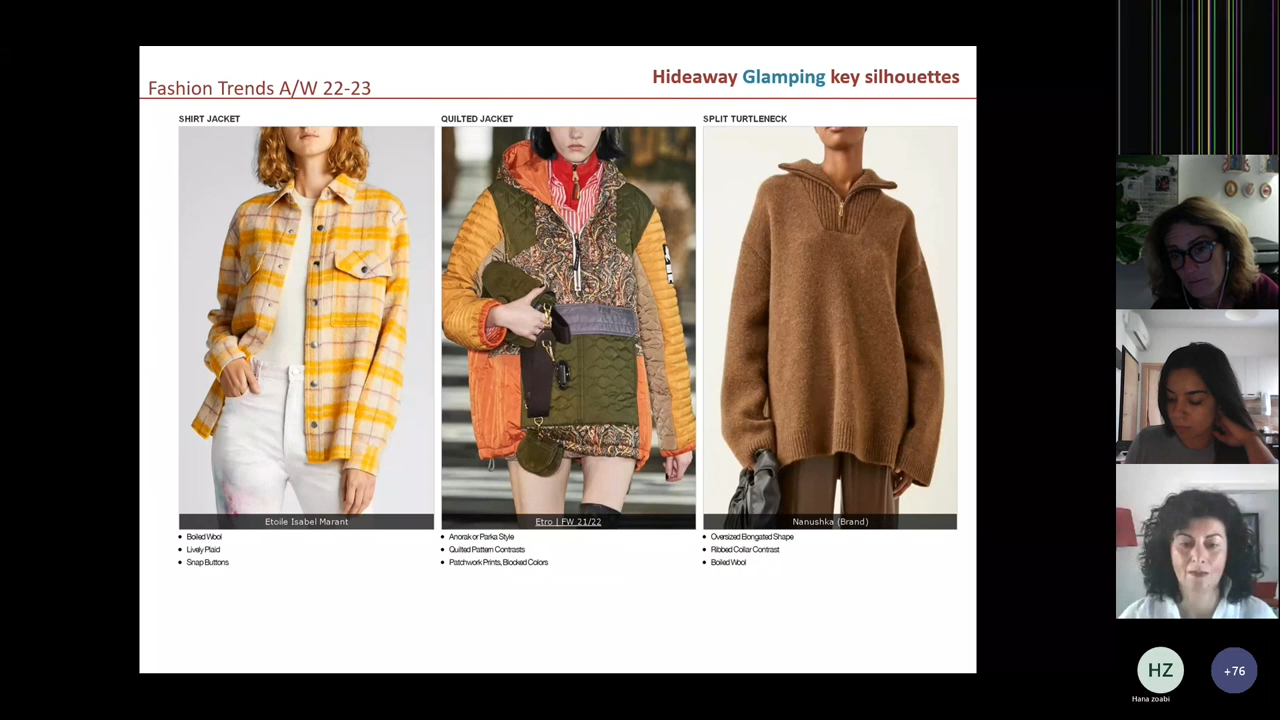 Fashion Trends A/W 22-23
Hideaway Glamping key silhouettes
SHIRT JACKET
QUILTED JACKET
SPLIT TURTLENECK
Etoile Isabel Marant
Etro | FW 21/22
Nanushka (Brand)
• Boiled Wool
• Lively Plaid
• Snap Buttons
• Anorak or Parka Style
• Quilted Pattern Contrasts
• Patchwork Prints, Blocked Colors
• Oversized Elongated Shape
• Ribbed Collar Contrast
• Boiled Wool
HZ
+76
Hana zoabi